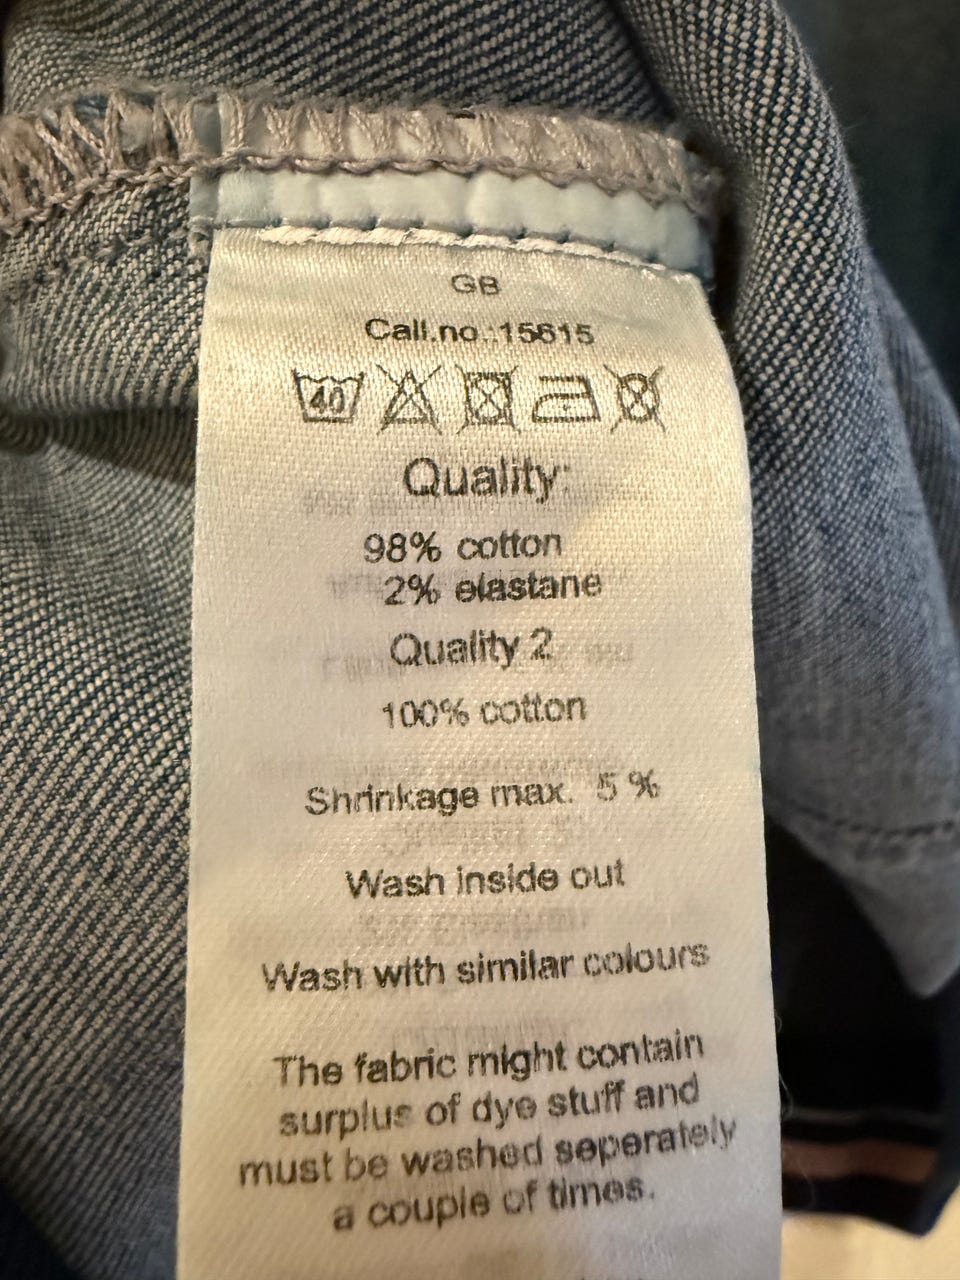 GB
Call.no.:15615
40
Quality:
98% cotton
2% elastane
Quality 2
100% cotton
Shrinkage max. 5 %
Wash inside out
Wash with similar colours
The fabric might contain
surplus of dye stuff and
must be washed seperately
a couple of times.